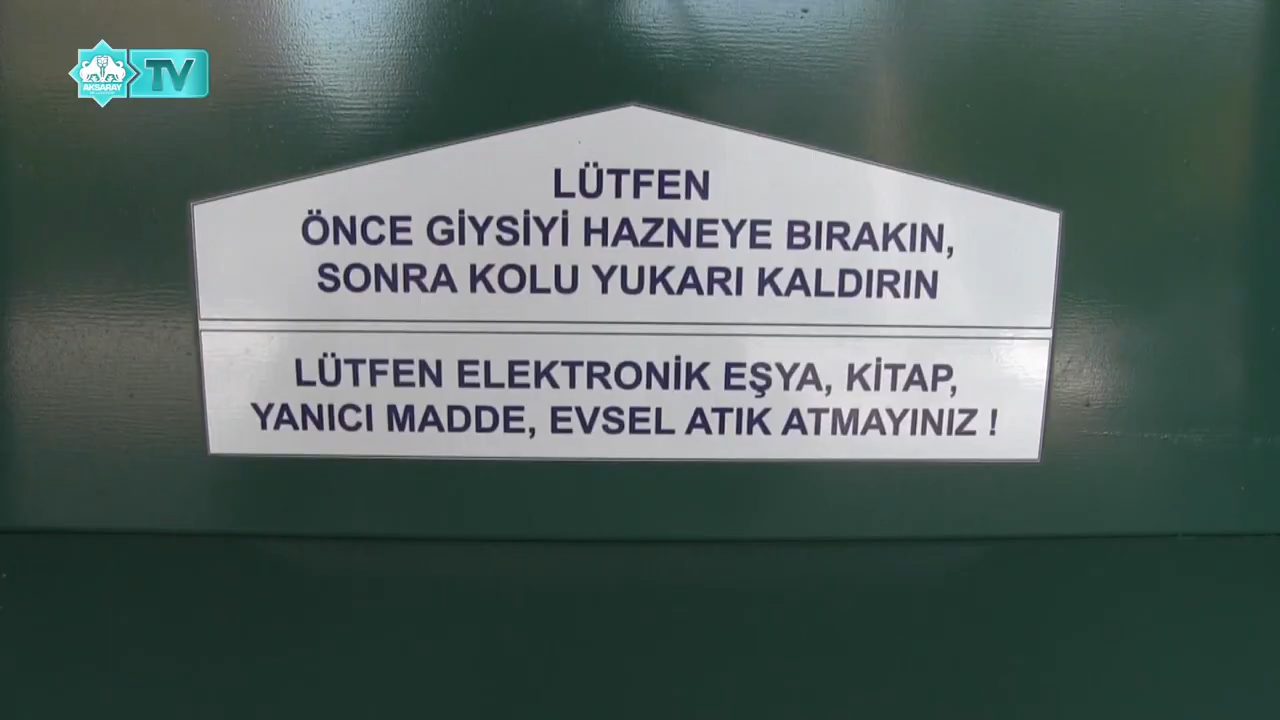 AKSARAY
TV
LÜTFEN
ÖNCE GİYSİYİ HAZNEYE BIRAKIN,
SONRA KOLU YUKARI KALDIRIN
LÜTFEN ELEKTRONİK EŞYA, KİTAP,
YANICI MADDE, EVSEL ATIK ATMAYINIZ !